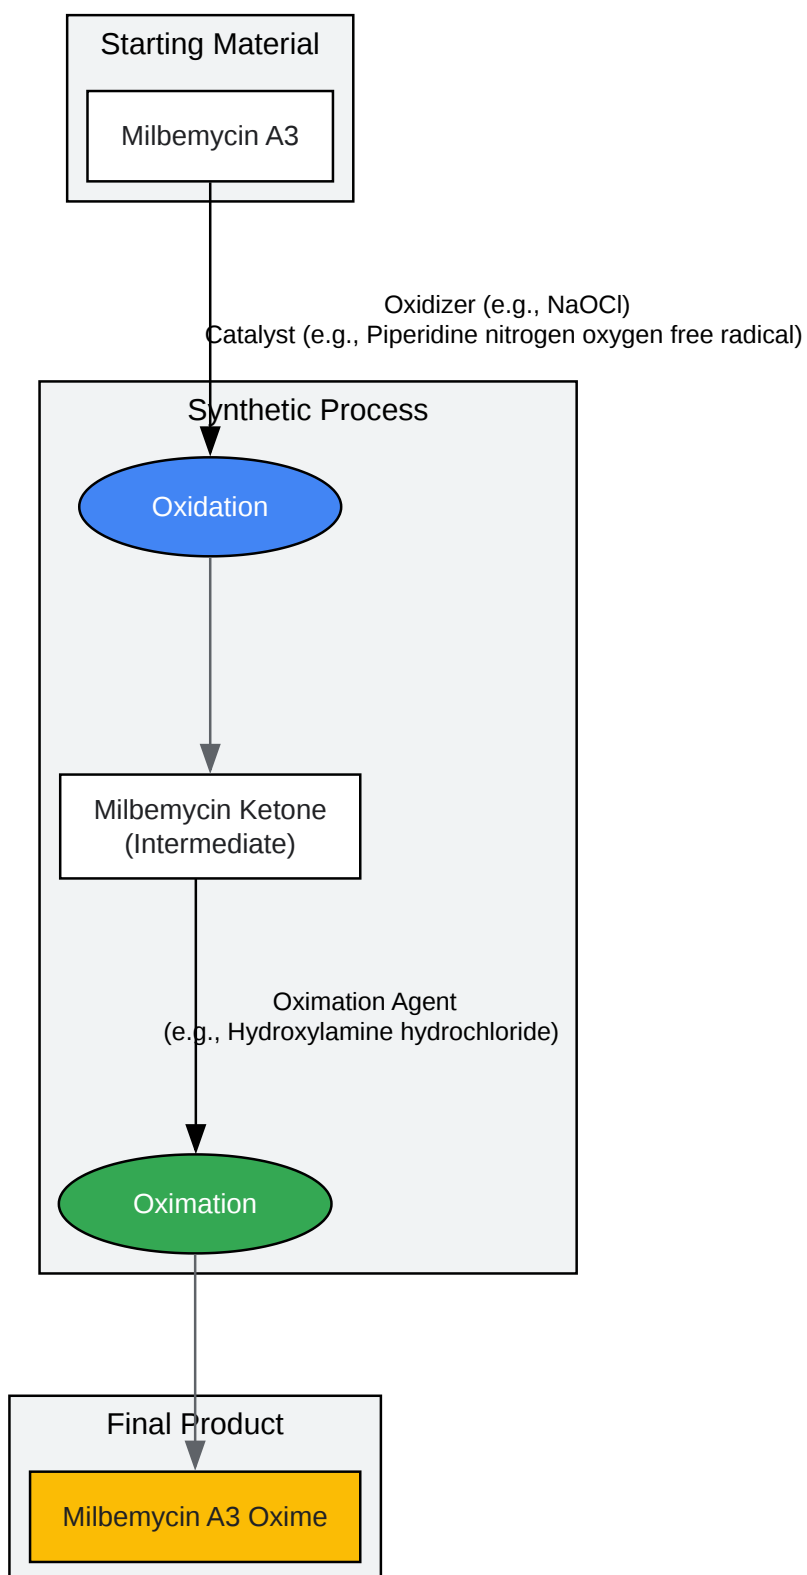 Starting Material
Milbemycin A3
Oxidizer (e.g., NaOCl)
Catalyst (e.g., Piperidine nitrogen oxygen free radical)
Synthetic Process
Oxidation
Milbemycin Ketone
(Intermediate)
Oximation Agent
(e.g., Hydroxylamine hydrochloride)
Oximation
Final Product
Milbemycin A3 Oxime